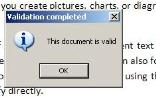 you create pictures, charts, or diagr
Validation completed
This document is valid
ent text
an also fo
OK
using th
y directly.